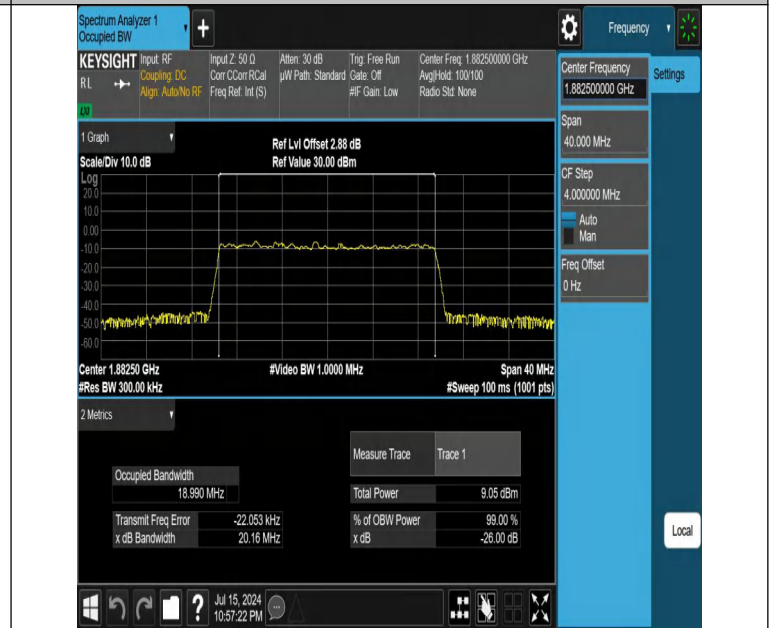 Spectrum Analyzer 1
Occupied BW
+
Frequency
KEYSIGHT
RL
Input: RF
Coupling: DC
Align: Auto/No RF
Input Z: 50 Ω
Corr CCorr RCal
Freq Ref: Int (S)
Atten: 30 dB
µW Path: Standard
Trig: Free Run
Gate: Off
#IF Gain: Low
Center Freq: 1.882500000 GHz
Avg|Hold: 100/100
Radio Std: None
Center Frequency
1.882500000 GHz
Settings
Span
40.000 MHz
CF Step
4.000000 MHz
Auto
Man
Freq Offset
0 Hz
Local
1 Graph
Scale/Div 10.0 dB
Ref Lvl Offset 2.88 dB
Ref Value 30.00 dBm
Log
20.0
10.0
0.00
-10.0
-20.0
-30.0
-40.0
-50.0
-60.0
Center 1.88250 GHz
#Res BW 300.00 kHz
#Video BW 1.0000 MHz
Span 40 MHz
#Sweep 100 ms (1001 pts)
2 Metrics
Measure Trace
Trace 1
Occupied Bandwidth
18.990 MHz
Total Power
9.05 dBm
Transmit Freq Error
-22.053 kHz
% of OBW Power
99.00 %
x dB Bandwidth
20.16 MHz
x dB
-26.00 dB
?
Jul 15, 2024
10:57:22 PM